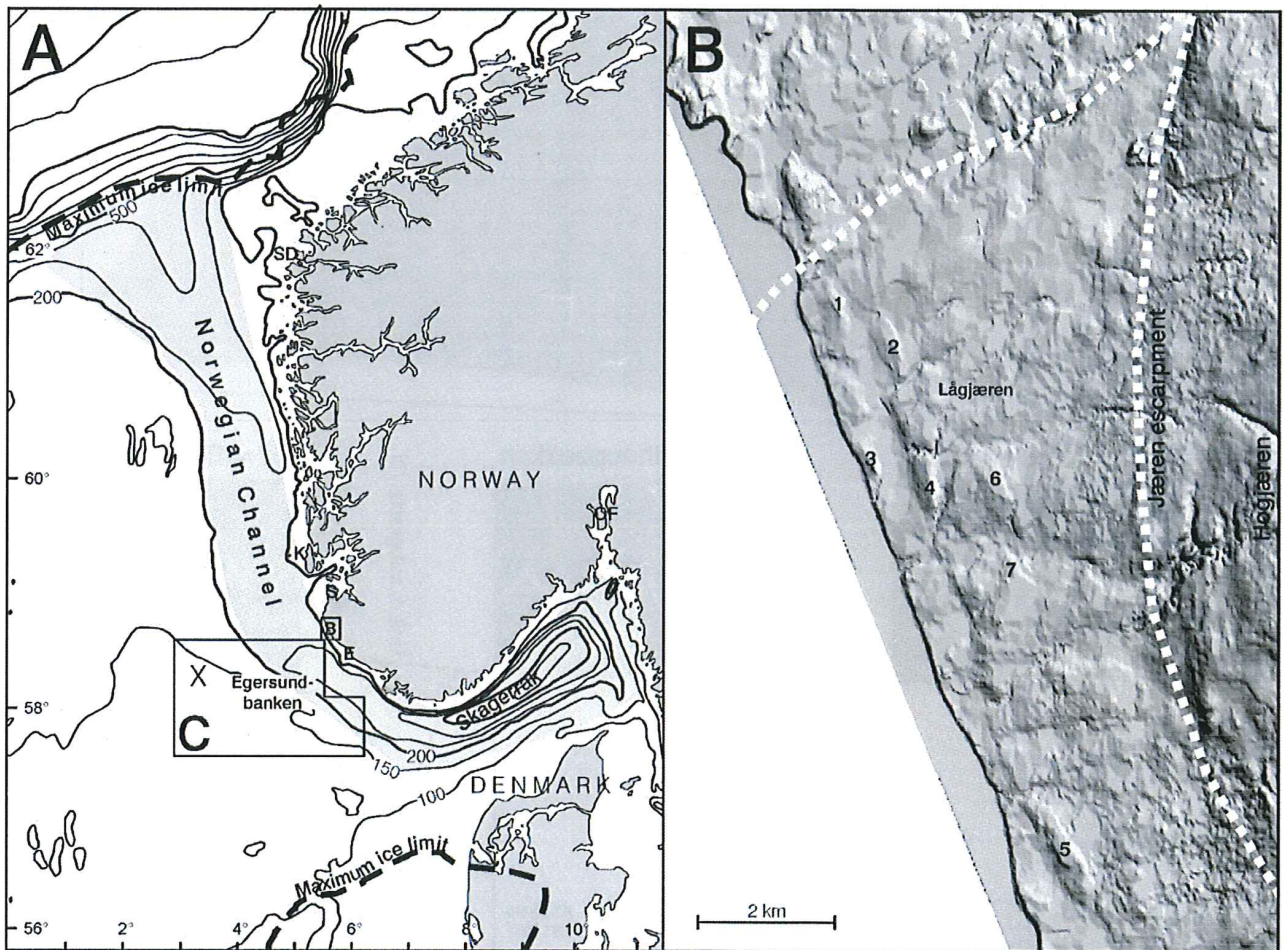 A
Maximum ice limit
500
62°
200
SD
Norwegian Channel
60°
NORWAY
OF
K
S
B
E
X
Egersund-
banken
C
58°
Skagerrak
200
150
100
DENMARK
Maximum ice limit
56°
2°
4°
6°
8°
10°
B
1
2
Lågjæren
3
4
6
7
5
Jæren escarpment
Høgjæren
2 km